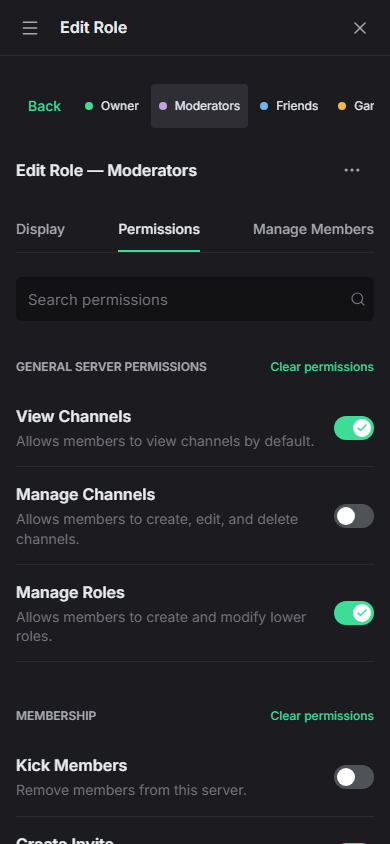 Edit Role
Back
Owner
Moderators
Friends
Edit Role — Moderators
Display
Permissions
Manage Members
Search permissions
GENERAL SERVER PERMISSIONS
Clear permissions
View Channels
Allows members to view channels by default.
Manage Channels
Allows members to create, edit, and delete
channels.
Manage Roles
Allows members to create and modify lower
roles.
MEMBERSHIP
Clear permissions
Kick Members
Remove members from this server.
Create Invite